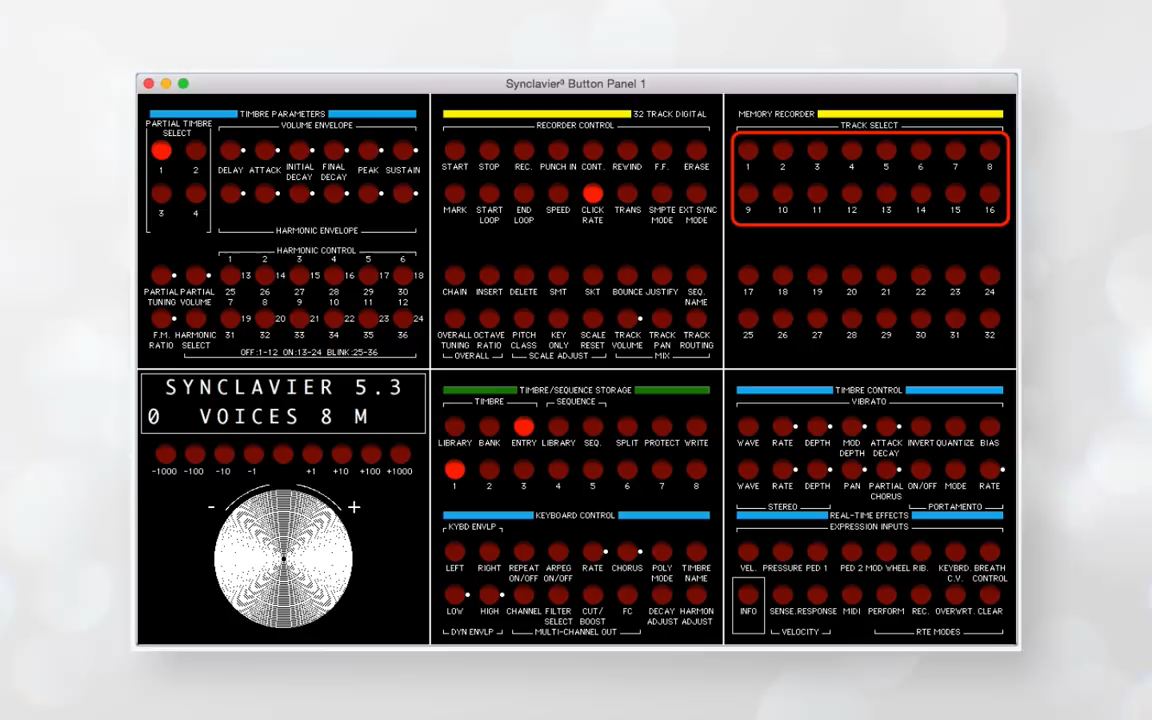 Synclavier³ Button Panel 1
TIMBRE PARAMETERS
PARTIAL TIMBRE
SELECT
VOLUME ENVELOPE
1 2
DELAY ATTACK INITIAL DECAY FINAL DECAY PEAK SUSTAIN
3 4
HARMONIC ENVELOPE
HARMONIC CONTROL
1 2 3 4 5 6
13 14 15 16 17 18
PARTIAL TUNING PARTIAL VOLUME 25 26 27 28 29 30
7 8 9 10 11 12
19 20 21 22 23 24
F.M. RATIO HARMONIC SELECT 31 32 33 34 35 36
OFF:1-12 ON:13-24 BLINK:25-36
32 TRACK DIGITAL
RECORDER CONTROL
START STOP REC. PUNCH IN CONT. REWIND F.F. ERASE
MARK START LOOP END LOOP SPEED CLICK RATE TRANS SMPTE MODE EXT SYNC MODE
CHAIN INSERT DELETE SMT SKT BOUNCE JUSTIFY SEQ. NAME
OVERALL TUNING OCTAVE RATIO PITCH CLASS KEY ONLY SCALE RESET TRACK VOLUME TRACK PAN TRACK ROUTING
OVERALL SCALE ADJUST MIX
MEMORY RECORDER
TRACK SELECT
1 2 3 4 5 6 7 8
9 10 11 12 13 14 15 16
17 18 19 20 21 22 23 24
25 26 27 28 29 30 31 32
SYNCLAVIER 5.3
0 VOICES 8 M
-1000 -100 -10 -1 +1 +10 +100 +1000
- +
TIMBRE/SEQUENCE STORAGE
TIMBRE SEQUENCE
LIBRARY BANK ENTRY LIBRARY SEQ. SPLIT PROTECT WRITE
1 2 3 4 5 6 7 8
KEYBOARD CONTROL
KYBD ENVLP
LEFT RIGHT REPEAT ON/OFF ARPEG ON/OFF RATE CHORUS POLY MODE TIMBRE NAME
LOW HIGH CHANNEL FILTER SELECT CUT/BOOST FC DECAY ADJUST HARMON ADJUST
DYN ENVLP MULTI-CHANNEL OUT
TIMBRE CONTROL
VIBRATO
WAVE RATE DEPTH MOD DEPTH ATTACK DECAY INVERT QUANTIZE BIAS
WAVE RATE DEPTH PAN PARTIAL CHORUS ON/OFF MODE RATE
STEREO PORTAMENTO
REAL-TIME EFFECTS
EXPRESSION INPUTS
VEL. PRESSURE PED 1 PED 2 MOD WHEEL RIB. KEYBRD. C.V. BREATH CONTROL
INFO SENSE. RESPONSE MIDI PERFORM REC. OVERWRT. CLEAR
VELOCITY RTE MODES